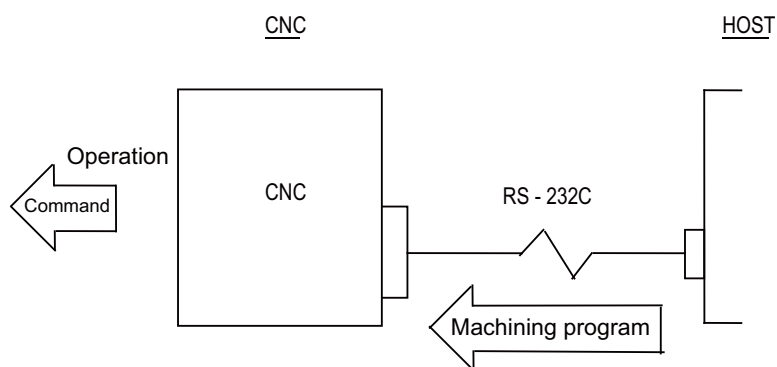 CNC
HOST
Operation
Command
CNC
RS - 232C
Machining program